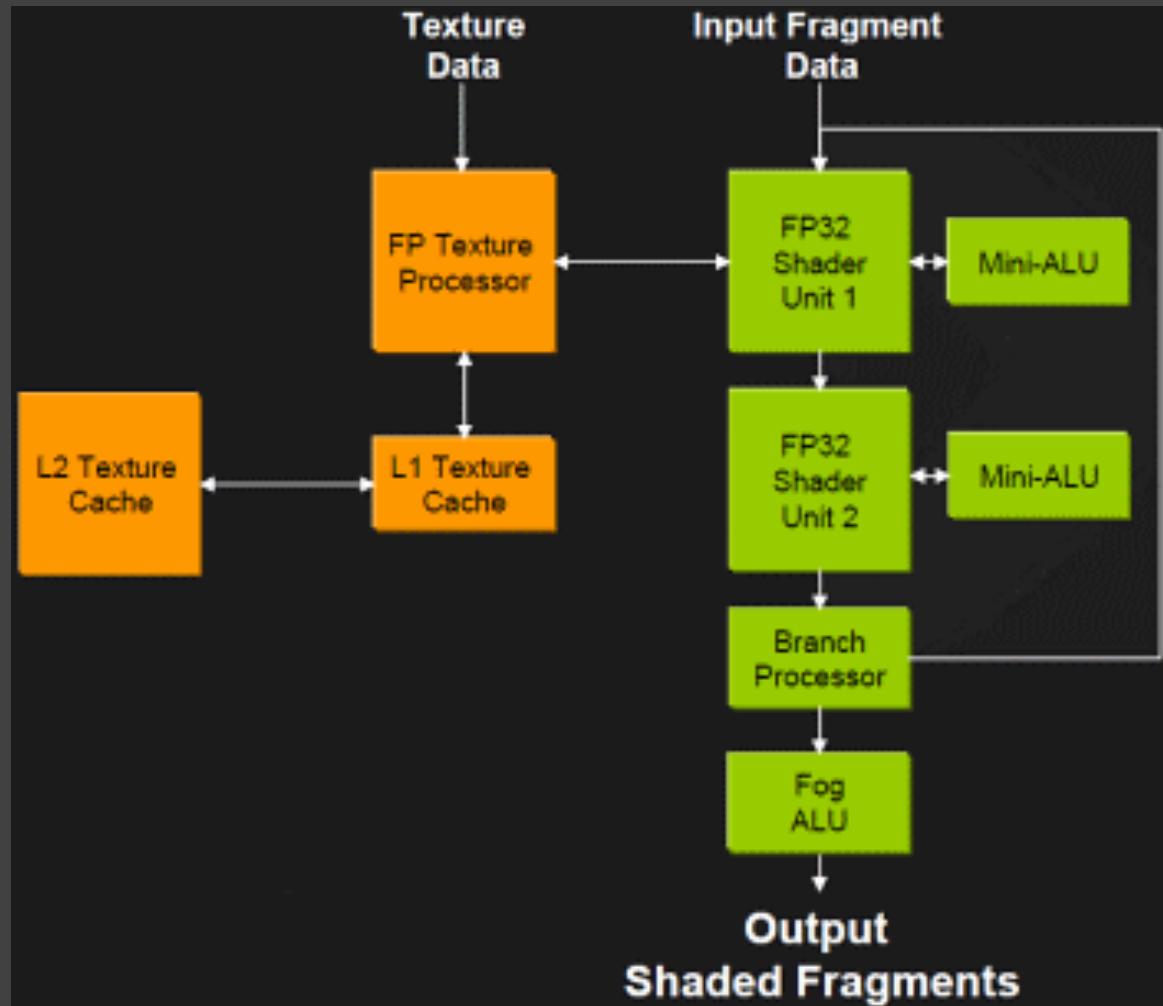 Texture
Data
Input Fragment
Data
FP Texture
Processor
FP32
Shader
Unit 1
Mini-ALU
L2 Texture
Cache
L1 Texture
Cache
FP32
Shader
Unit 2
Mini-ALU
Branch
Processor
Fog
ALU
Output
Shaded Fragments